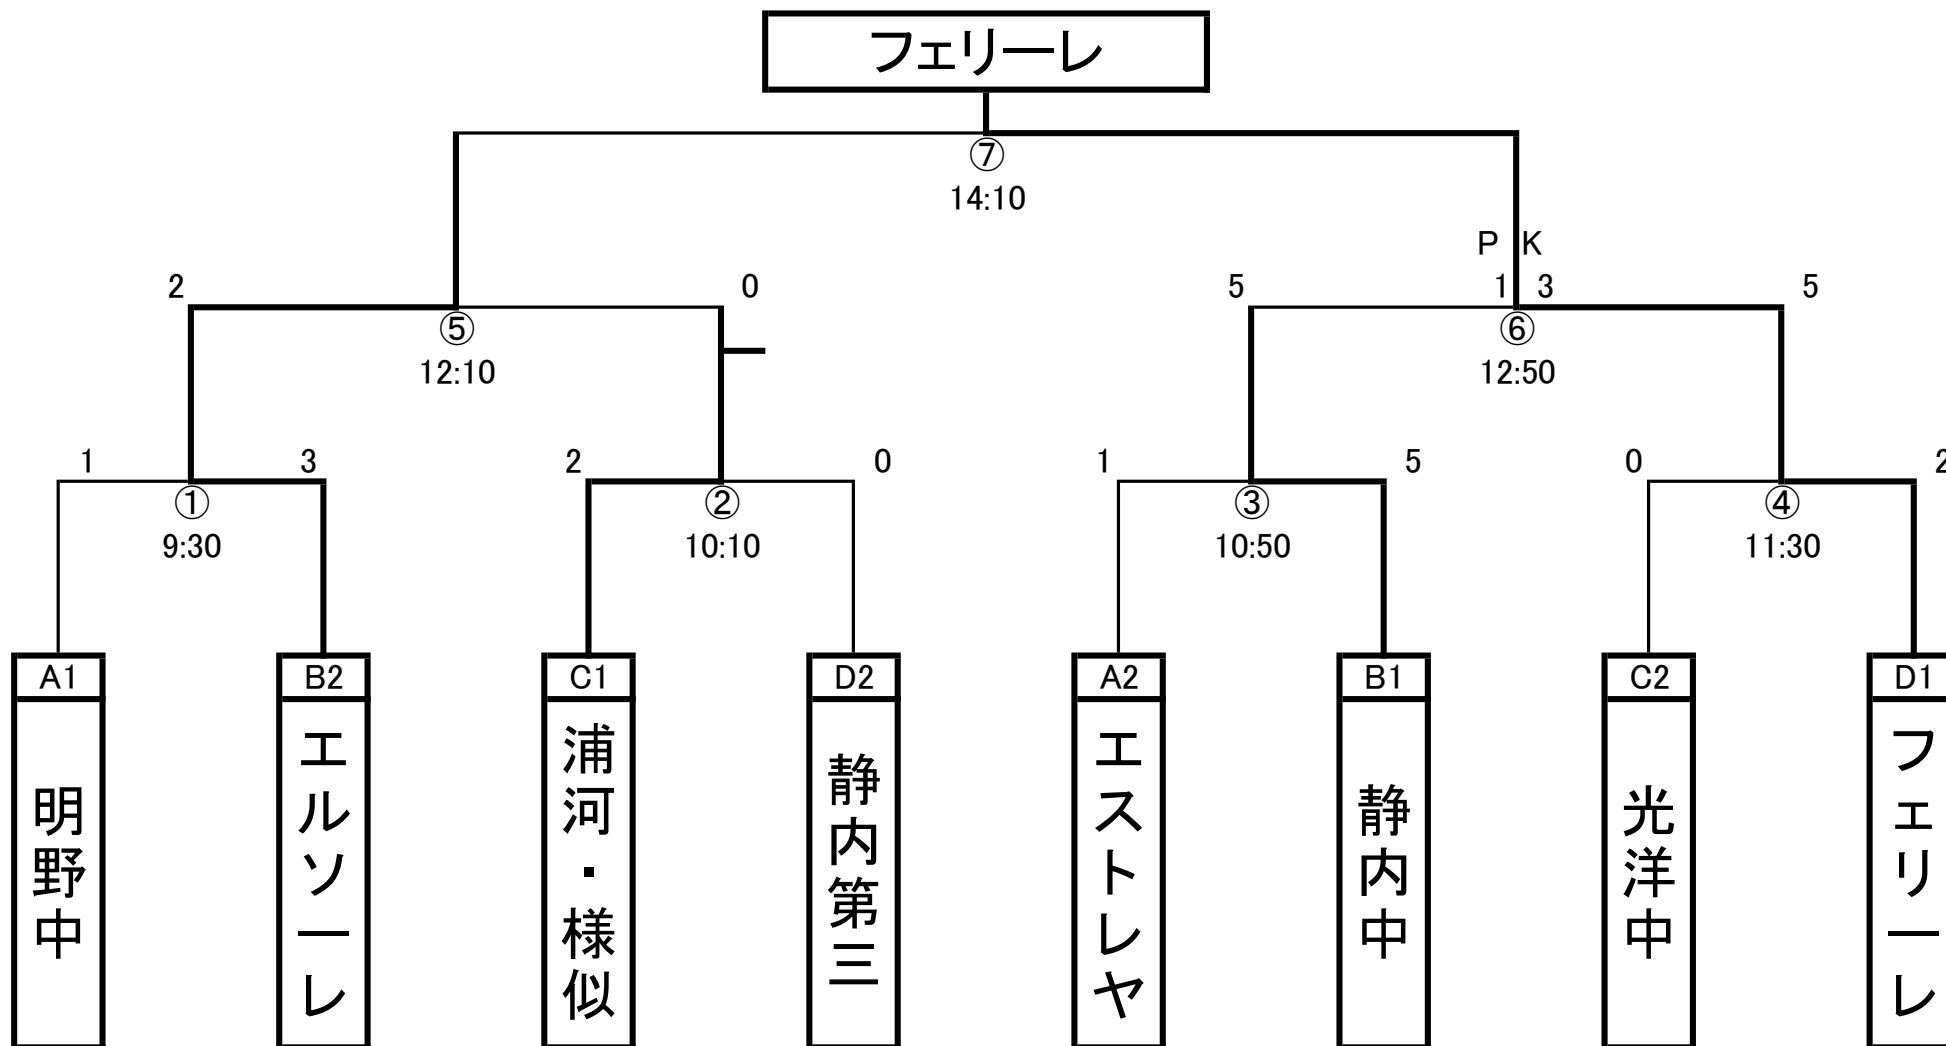 フェリーレ
⑦
14:10
P K
2 0 5 1 3 5
⑤ ⑥
12:10 12:50
1 3 2 0 1 5 0 2
① ② ③ ④
9:30 10:10 10:50 11:30
A1 B2 C1 D2 A2 B1 C2 D1
明野中
エルソーレ
浦河・様似
静内第三
エストレヤ
静内中
光洋中
フェリーレ